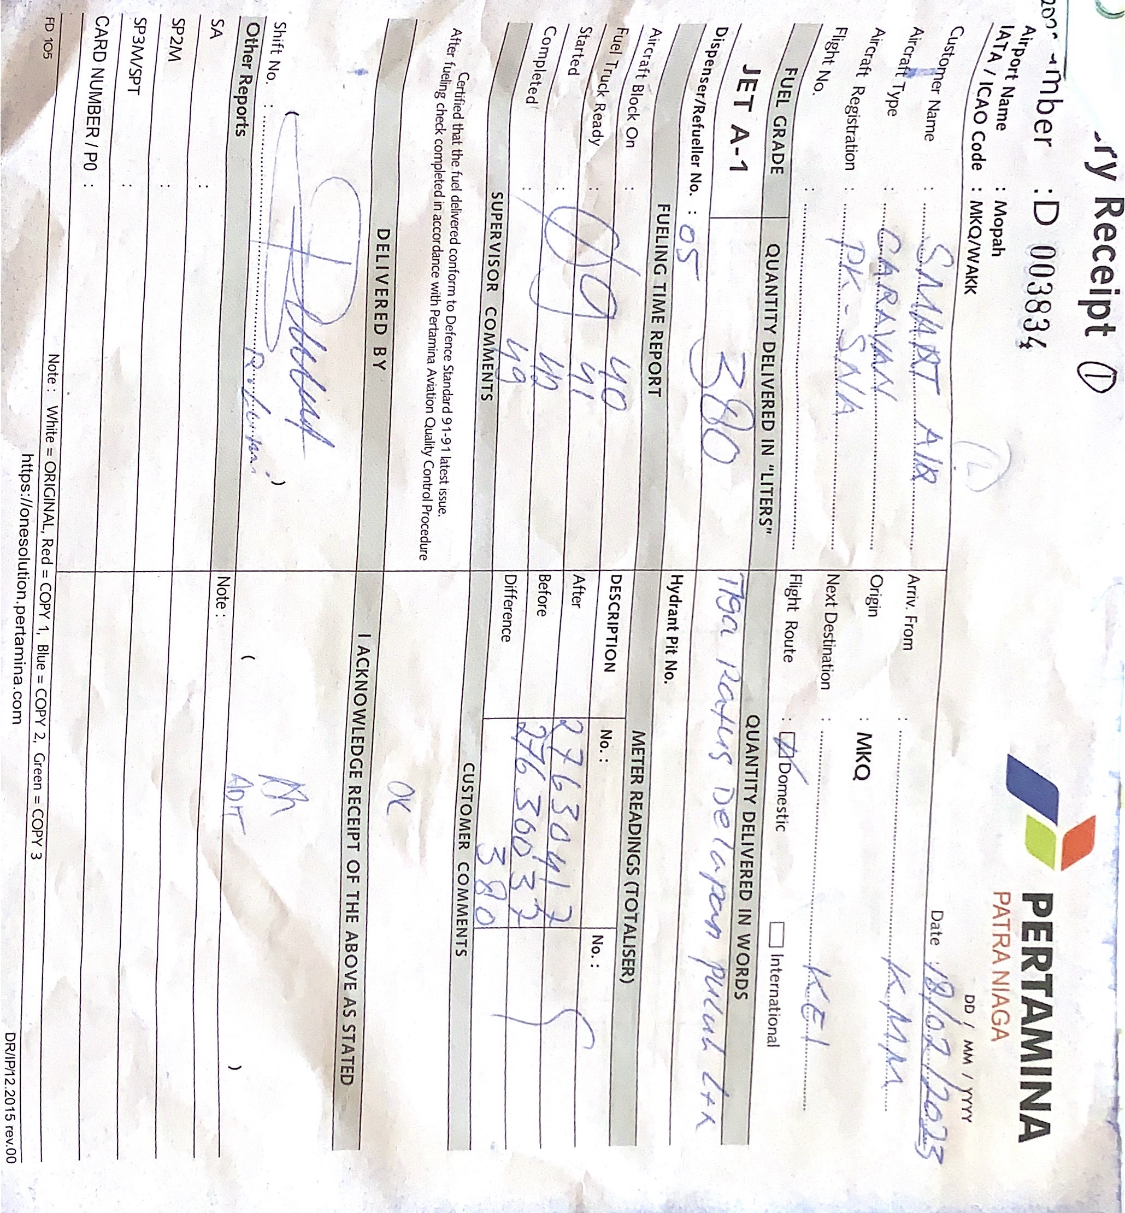 ry Receipt 1
mber : D 003834
PERTAMINA
PATRA NIAGA
Airport Name : Mopah
IATA / ICAO Code : MKQ/WAKK
DD / MM / YYYY
Date 18/02/2023
Customer Name : SMART AIR
Arriv. From : KMM
Aircraft Type : CARAVAN
Origin : MKQ
Aircraft Registration : PK-SNA
Next Destination : KEI
Flight No. :
Flight Route : Domestic International
FUEL GRADE QUANTITY DELIVERED IN "LITERS" QUANTITY DELIVERED IN WORDS
JET A-1 380 Tiga Ratus Delapan puluh Ltr
Dispenser/Refueller No. : 05 Hydrant Pit No.
FUELING TIME REPORT METER READINGS (TOTALISER)
Aircraft Block On :
DESCRIPTION No. : No. :
Fuel Truck Ready : 40
After 27630417
Started : 41
Before 27630037
Completed : 49
Difference 380
SUPERVISOR COMMENTS CUSTOMER COMMENTS
Certified that the fuel delivered conform to Defence Standard 91-91 latest issue.
After fueling check completed in accordance with Pertamina Aviation Quality Control Procedure
OK
DELIVERED BY I ACKNOWLEDGE RECEIPT OF THE ABOVE AS STATED
( )
ADIT
Shift No. : ( )
Other Reports Note :
SA :
SP2M :
SP3M/SPT :
CARD NUMBER / PO :
Note : White = ORIGINAL, Red = COPY 1, Blue = COPY 2, Green = COPY 3
FD 105 https://onesolution.pertamina.com DR/IP/12.2015 rev.00